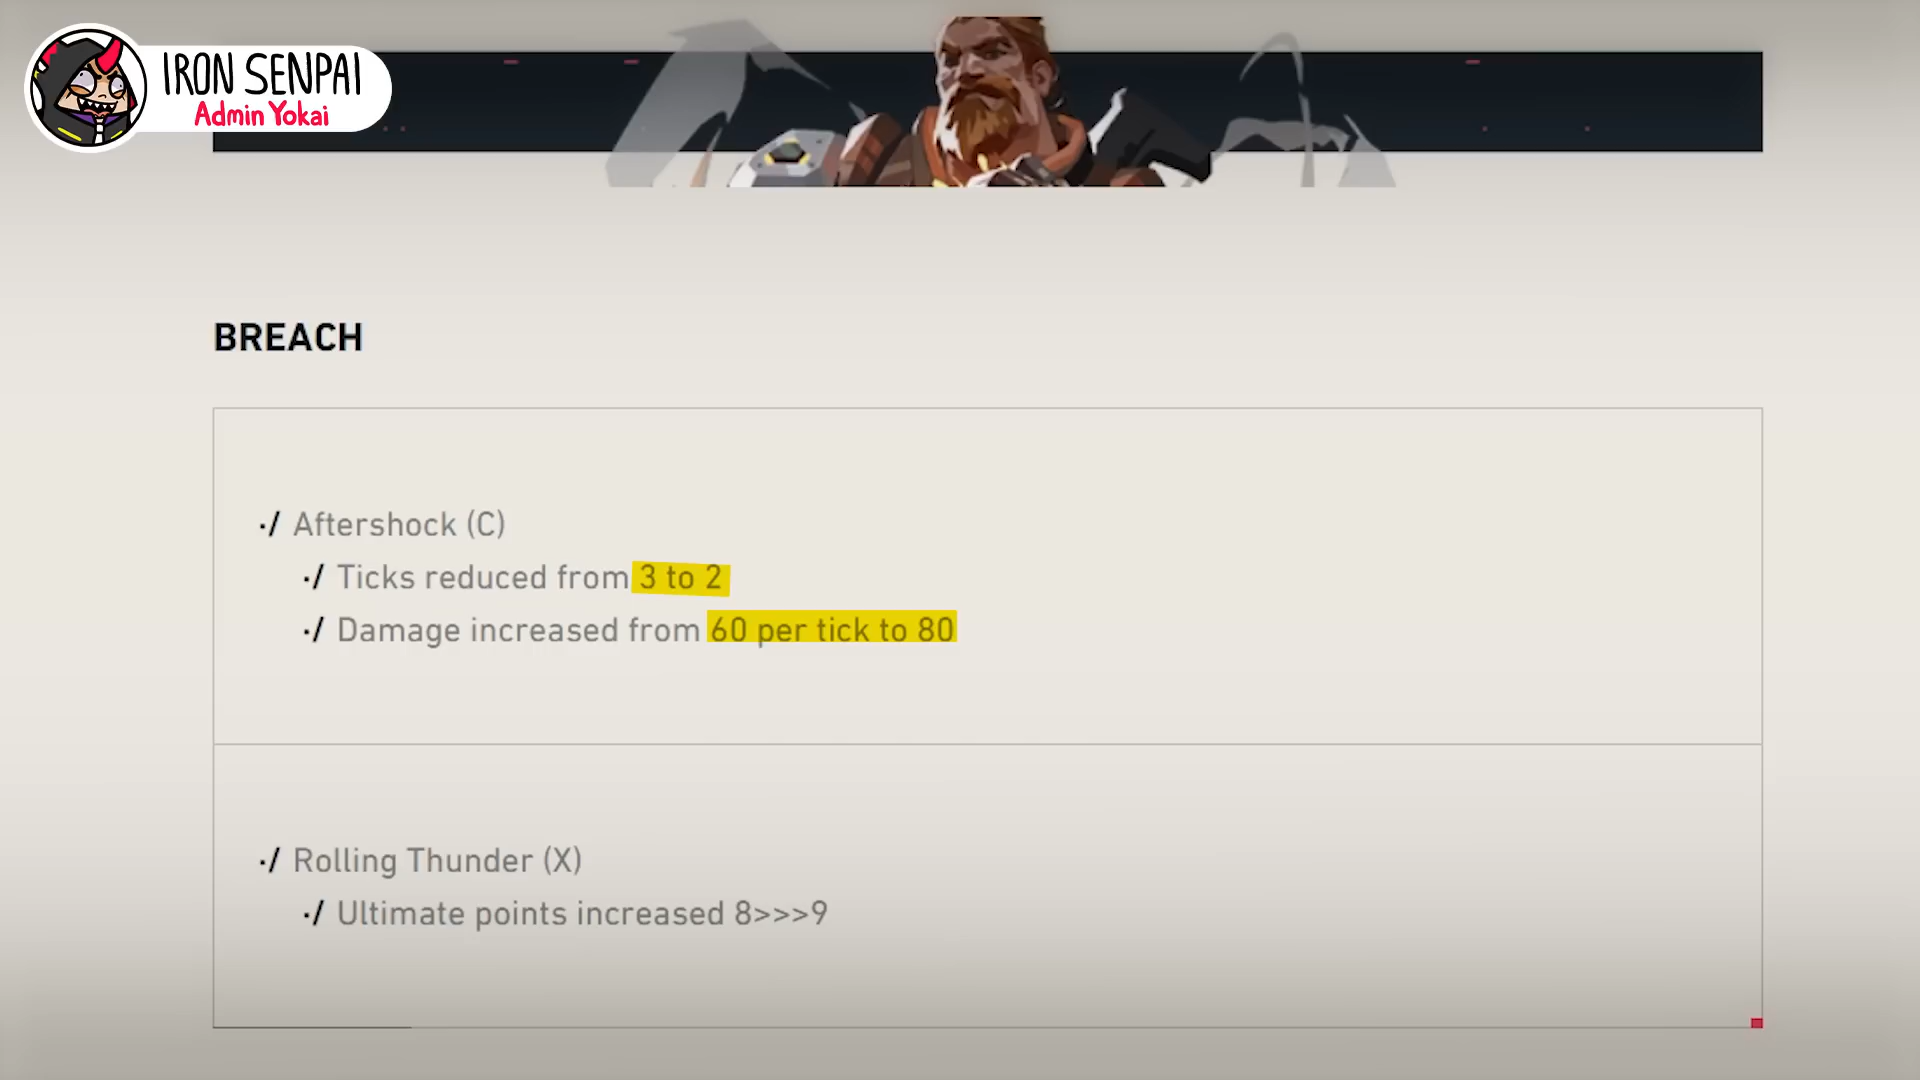 IRON SENPAI
Admin Yokai
BREACH
Aftershock (C)
Ticks reduced from 3 to 2
Damage increased from 60 per tick to 80
Rolling Thunder (X)
Ultimate points increased 8>>>9